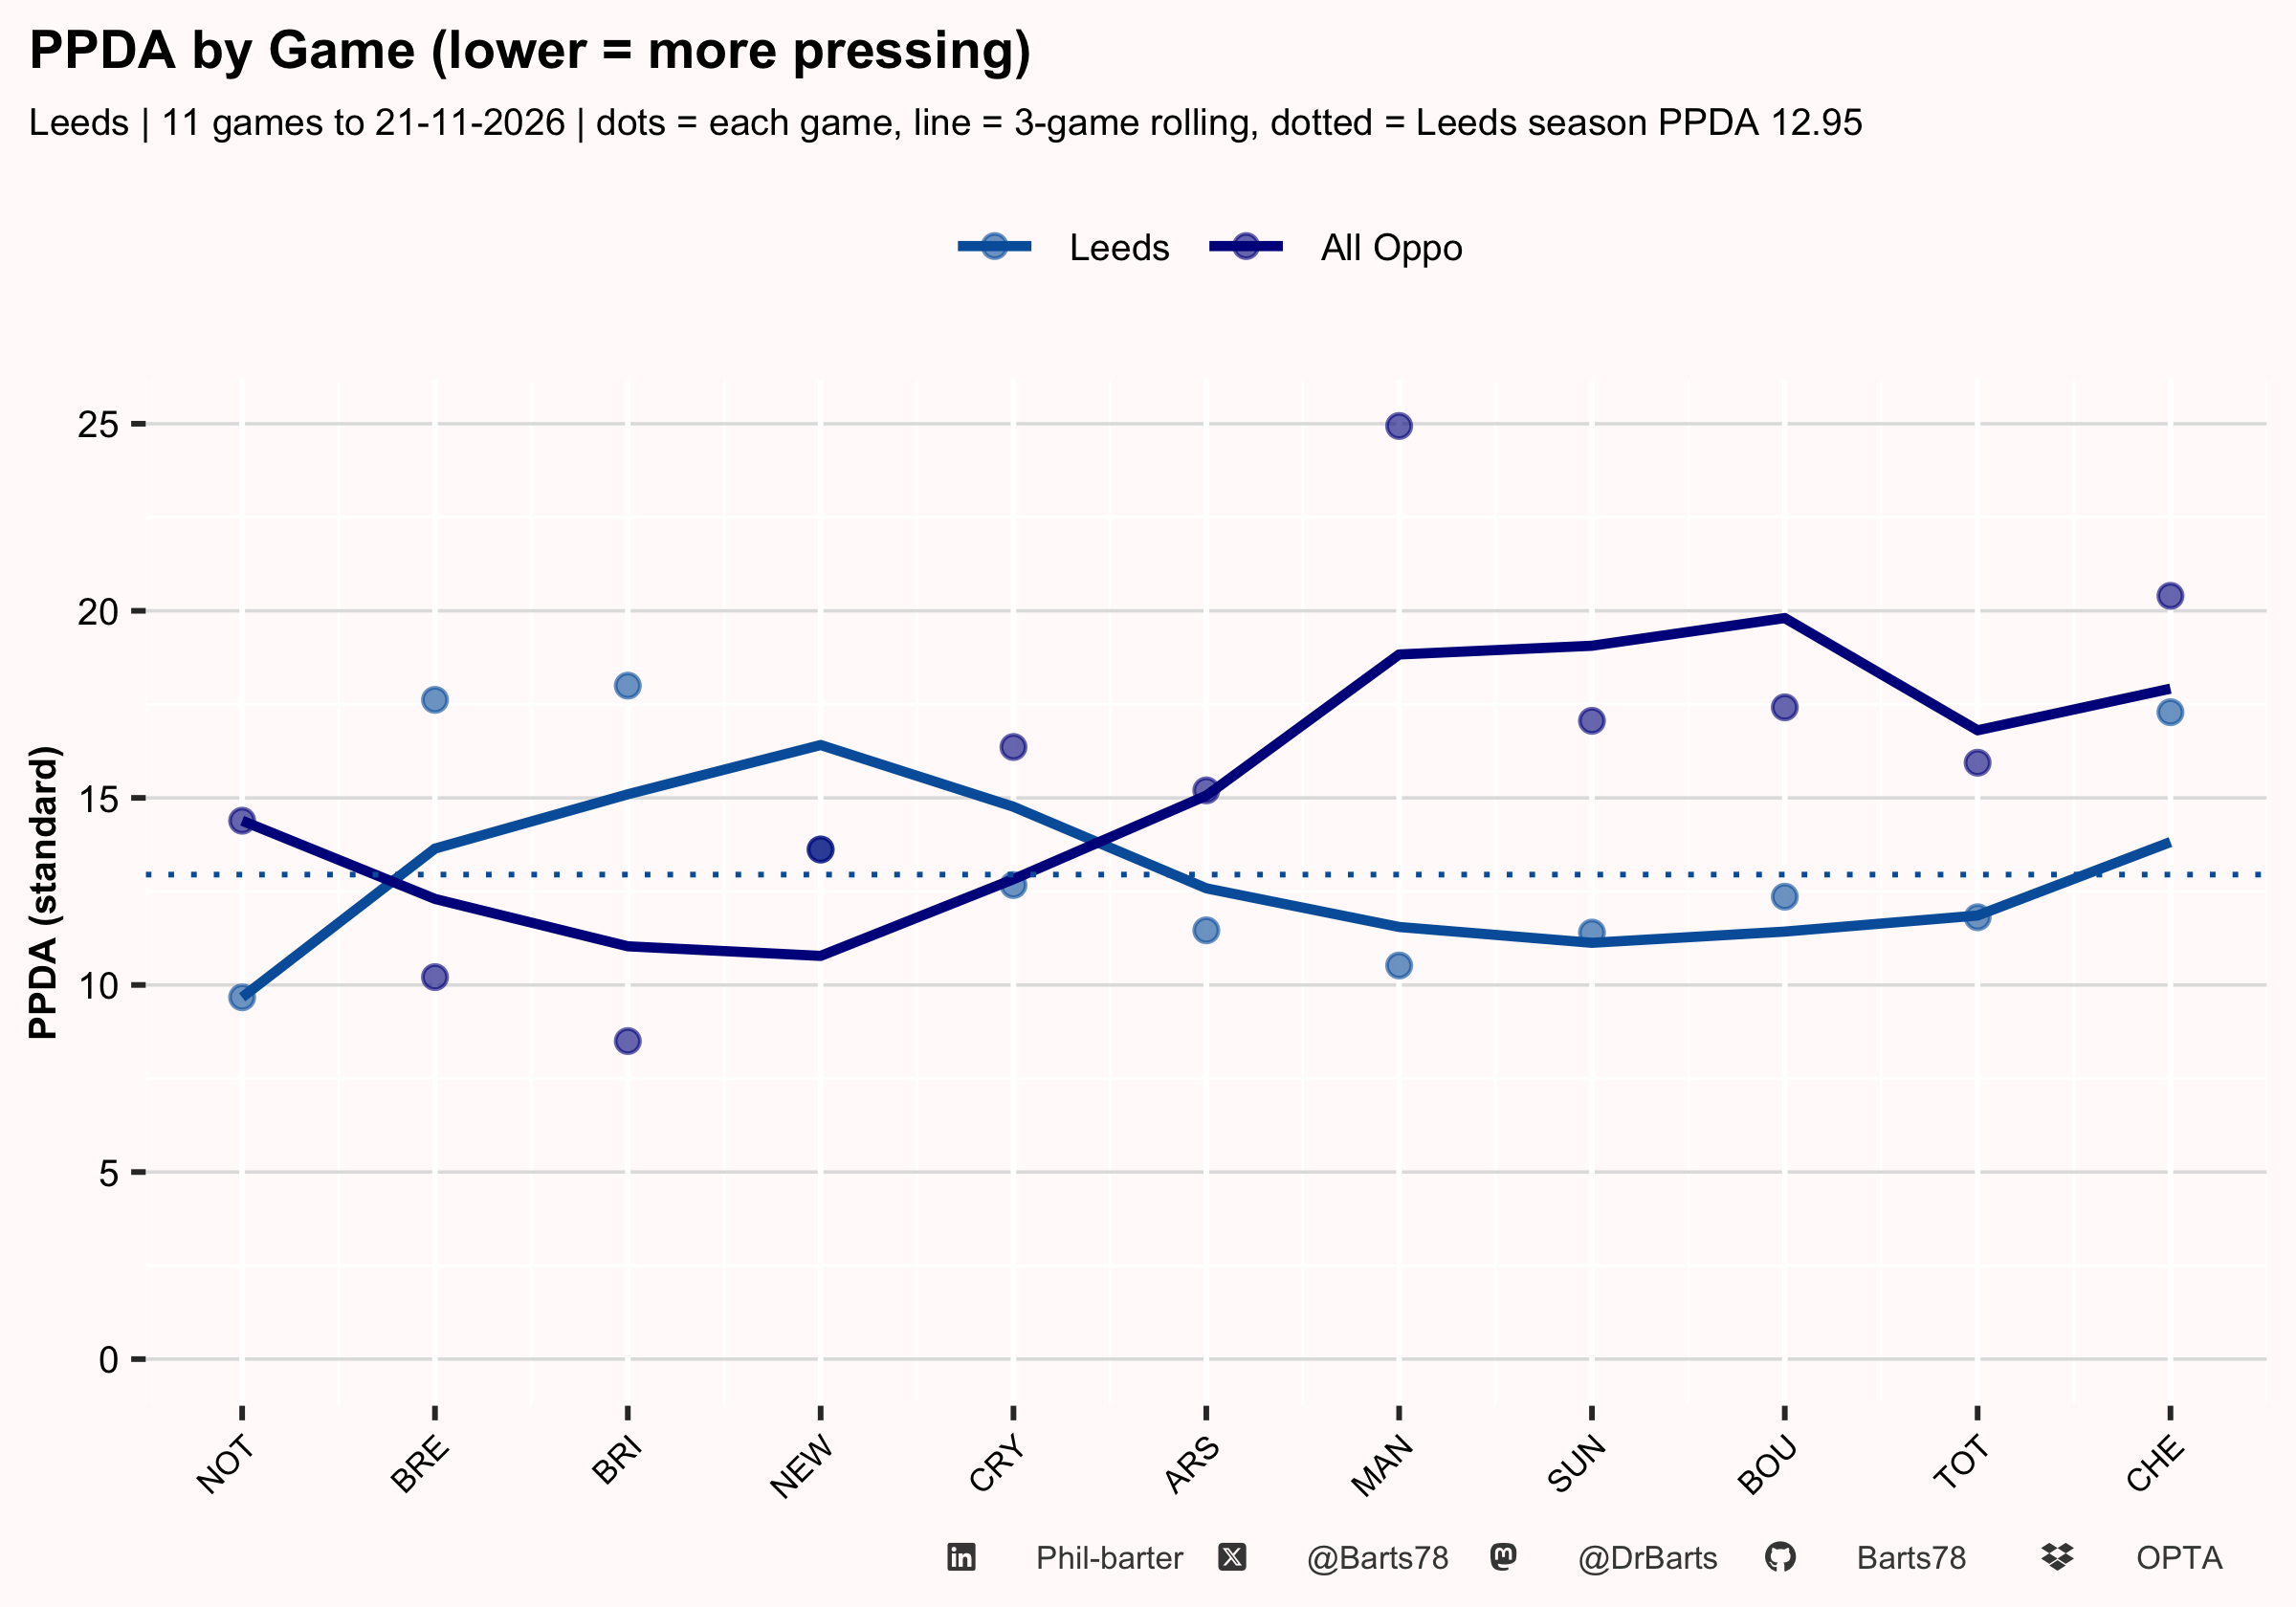 PPDA by Game (lower = more pressing)
Leeds | 11 games to 21-11-2026 | dots = each game, line = 3-game rolling, dotted = Leeds season PPDA 12.95
Leeds All Oppo
PPDA (standard)
25
20
15
10
5
0
NOT BRE BRI NEW CRY ARS MAN SUN BOU TOT CHE
Phil-barter @Barts78 @DrBarts Barts78 OPTA